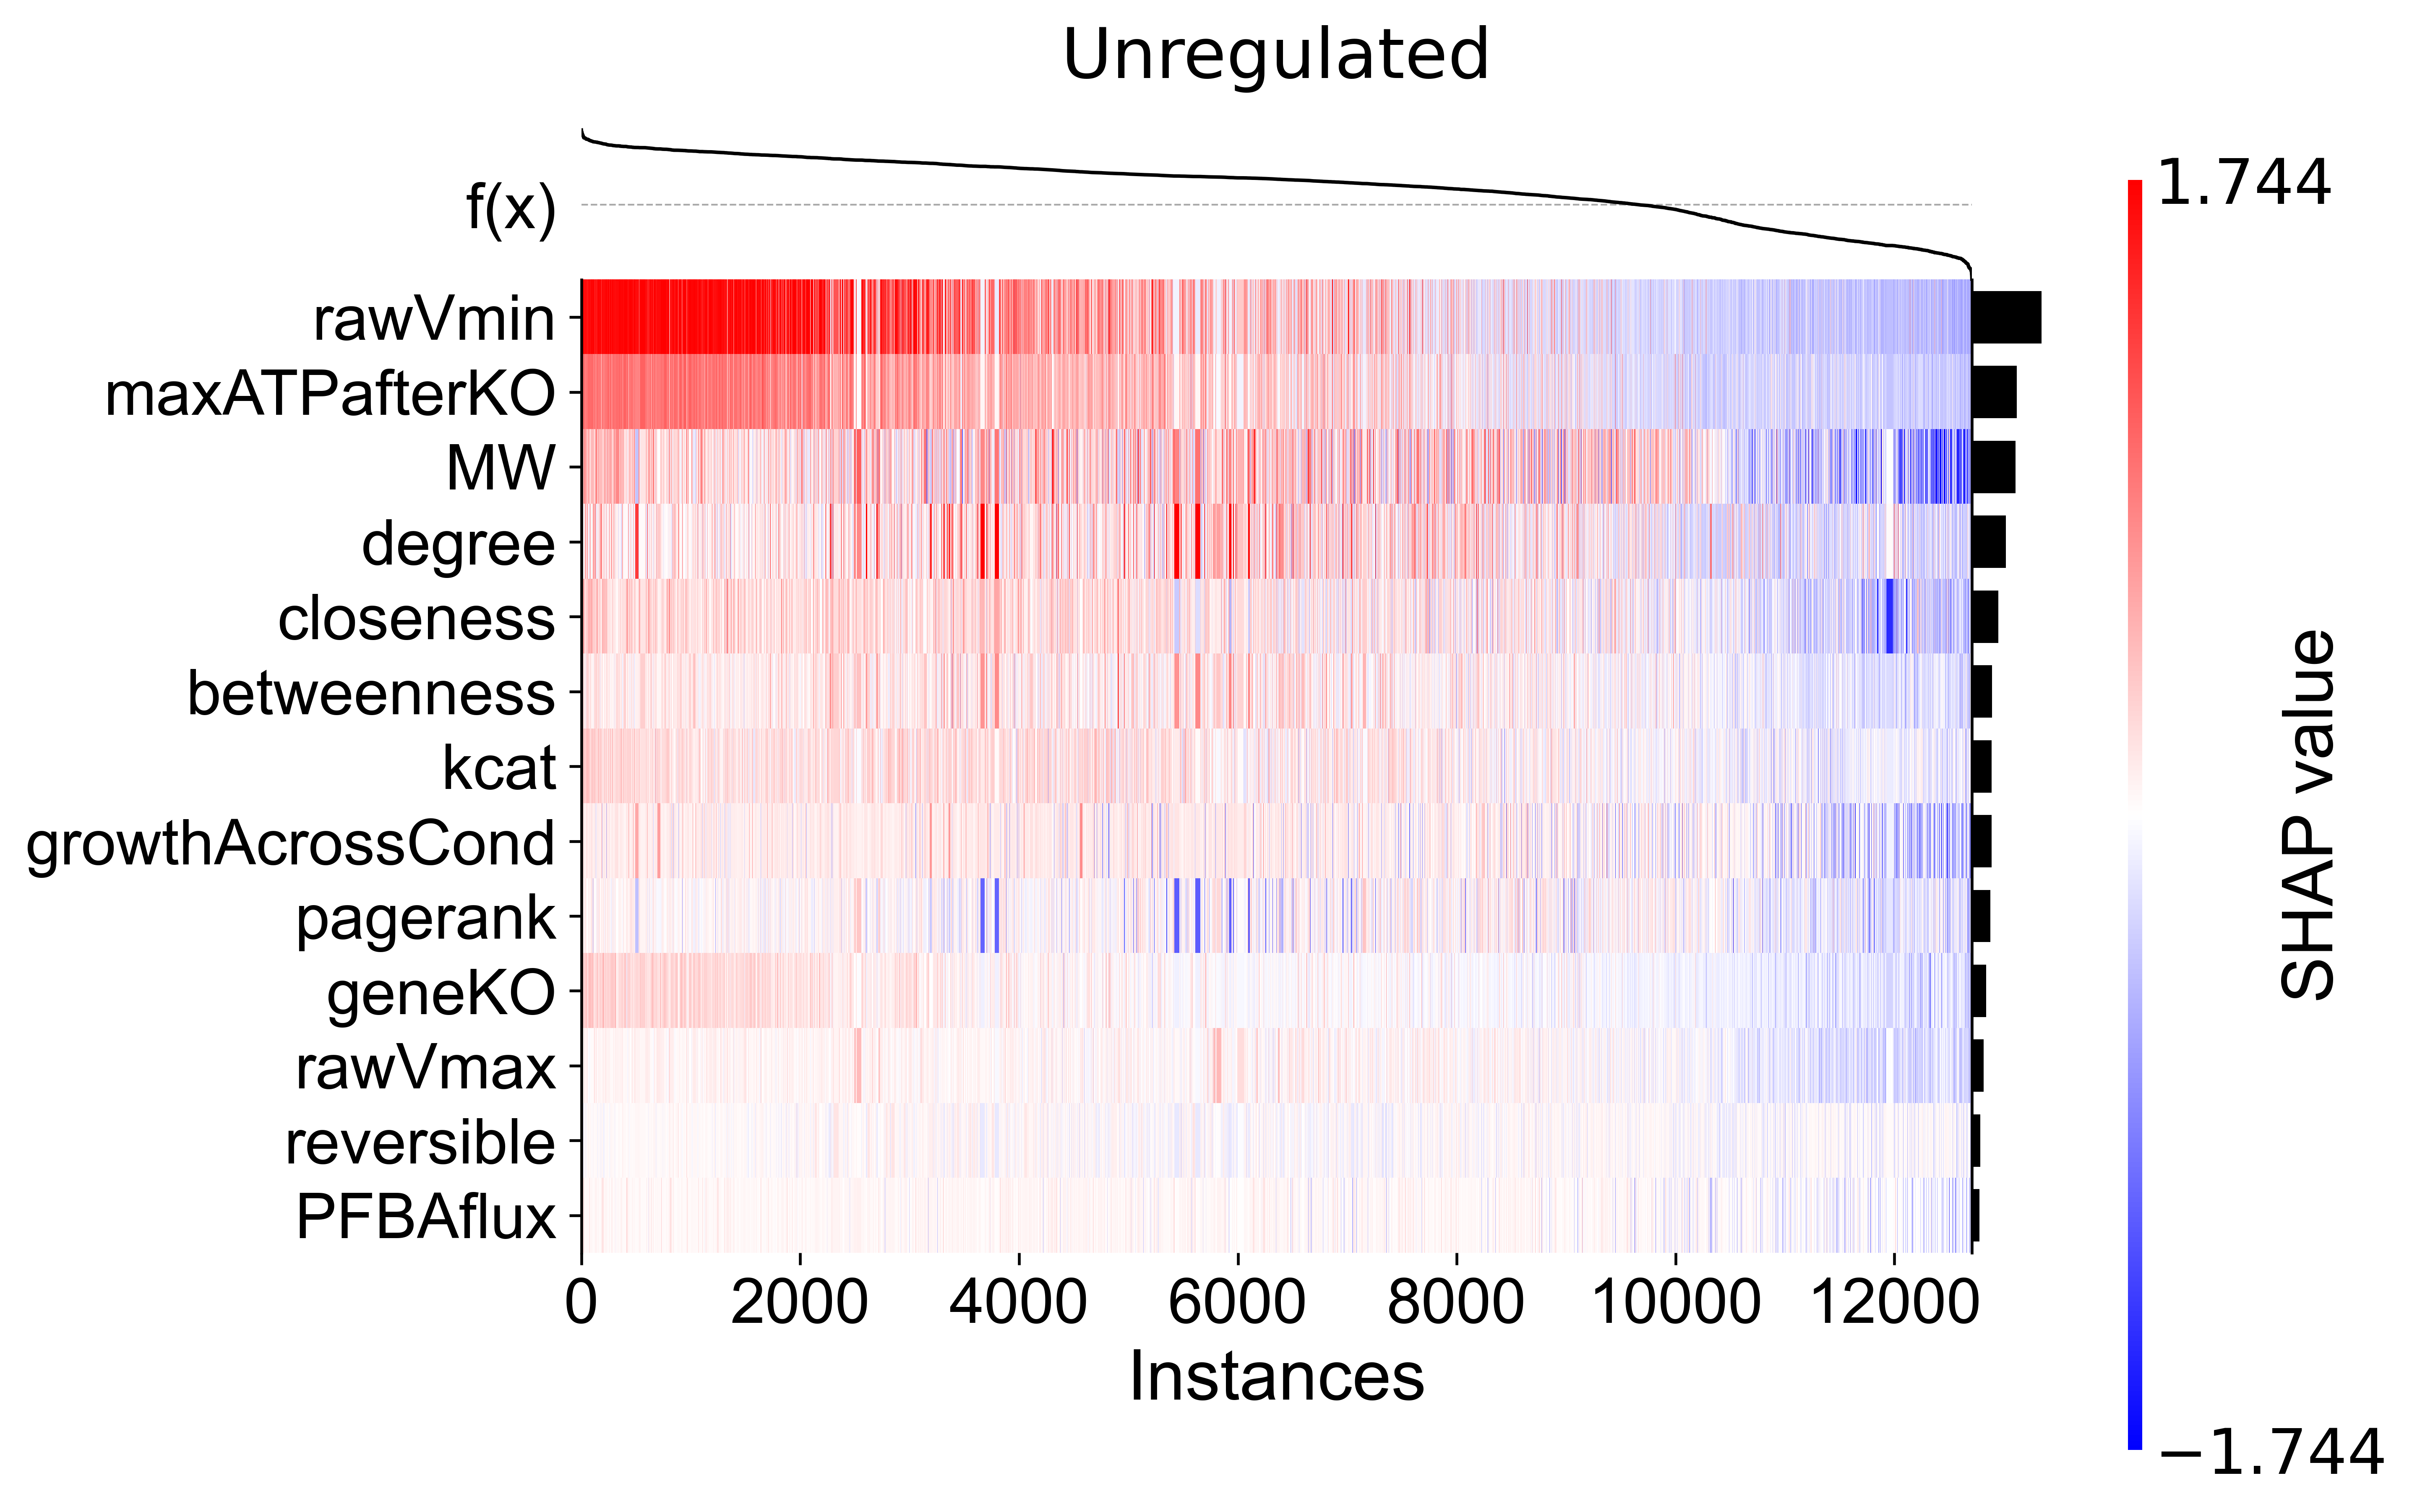 Unregulated
f(x)
rawVmin
maxATPafterKO
MW
degree
closeness
betweenness
kcat
growthAcrossCond
pagerank
geneKO
rawVmax
reversible
PFBAflux
0 2000 4000 6000 8000 10000 12000
Instances
1.744
SHAP value
−1.744